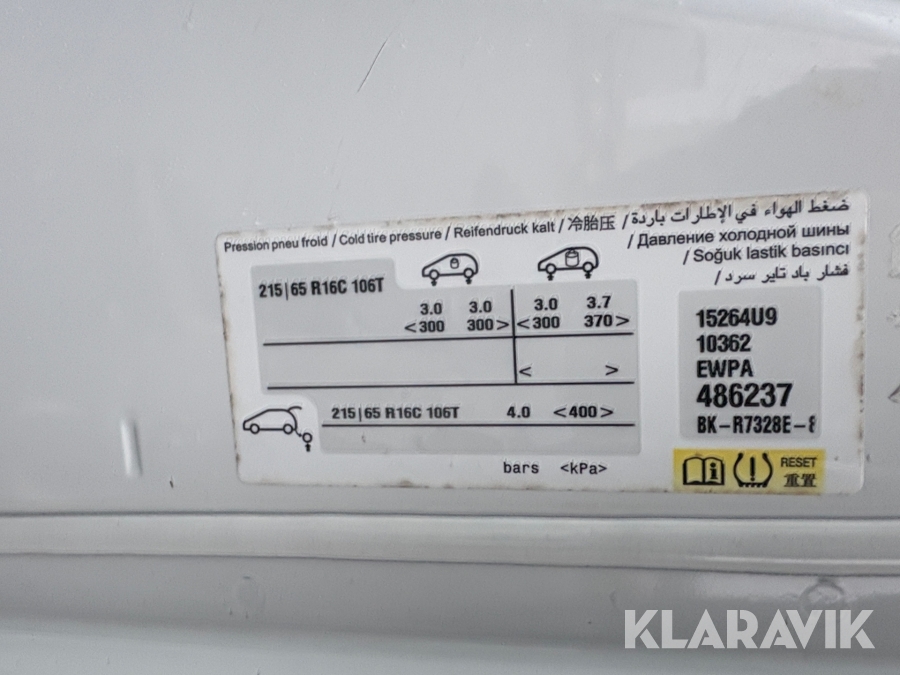 Pression pneu froid / Cold tire pressure / Reifendruck kalt / 冷胎压 / ضغط الهواء في الإطارات باردة
/ Давление холодной шины
/ Soğuk lastik basıncı
/ فشار باد تایر سرد
215|65 R16C 106T
3.0 3.0 3.0 3.7
<300 300> <300 370>
< >
215|65 R16C 106T 4.0 <400>
bars <kPa>
15264U9
10362
EWPA
486237
BK-R7328E-8
RESET
重置
KLARAVIK